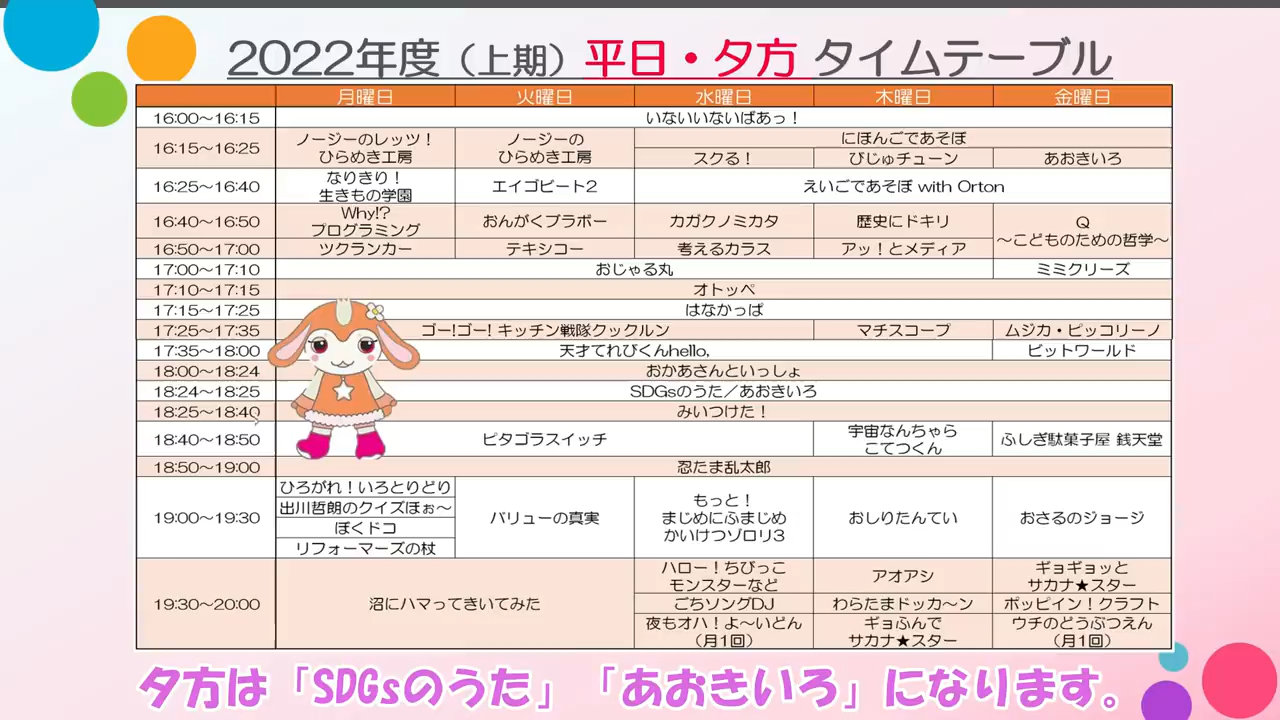 2022年度（上期）平日・夕方 タイムテーブル
月曜日 火曜日 水曜日 木曜日 金曜日
16:00～16:15 いないいないばあっ！
16:15～16:25 ノージーのレッツ！ ひらめき工房 ノージーの ひらめき工房 にほんごであそぼ
スクる！ びじゅチューン あおきいろ
16:25～16:40 なりきり！ 生きもの学園 エイゴビート2 えいごであそぼ with Orton
16:40～16:50 Why!? プログラミング おんがくブラボー カガクノミカタ 歴史にドキリ Q ～こどものための哲学～
16:50～17:00 ツクランカー テキシコー 考えるカラス アッ！とメディア
17:00～17:10 おじゃる丸 ミミクリーズ
17:10～17:15 オトッペ
17:15～17:25 はなかっぱ
17:25～17:35 ゴー!ゴー! キッチン戦隊クックルン マチスコープ ムジカ・ピッコリーノ
17:35～18:00 天才てれびくんhello, ビットワールド
18:00～18:24 おかあさんといっしょ
18:24～18:25 SDGsのうた／あおきいろ
18:25～18:40 みいつけた！
18:40～18:50 ピタゴラスイッチ 宇宙なんちゃら こてつくん ふしぎ駄菓子屋 銭天堂
18:50～19:00 忍たま乱太郎
19:00～19:30 ひろがれ！いろとりどり
出川哲朗のクイズほぉ～
ぼくドコ
リフォーマーズの杖
バリューの真実
もっと！
まじめにふまじめ
かいけつゾロリ3
おしりたんてい
おさるのジョージ
19:30～20:00 沼にハマってきいてみた
ハロー！ちびっこ
モンスターなど
アオアシ
ギョギョッと
サカナ★スター
ごちソングDJ わらたまドッカ～ン ポッピイン！クラフト
夜もオハ！よ～いどん
（月1回）
ギョふんで
サカナ★スター
ウチのどうぶつえん
（月1回）
夕方は「SDGsのうた」「あおきいろ」になります。